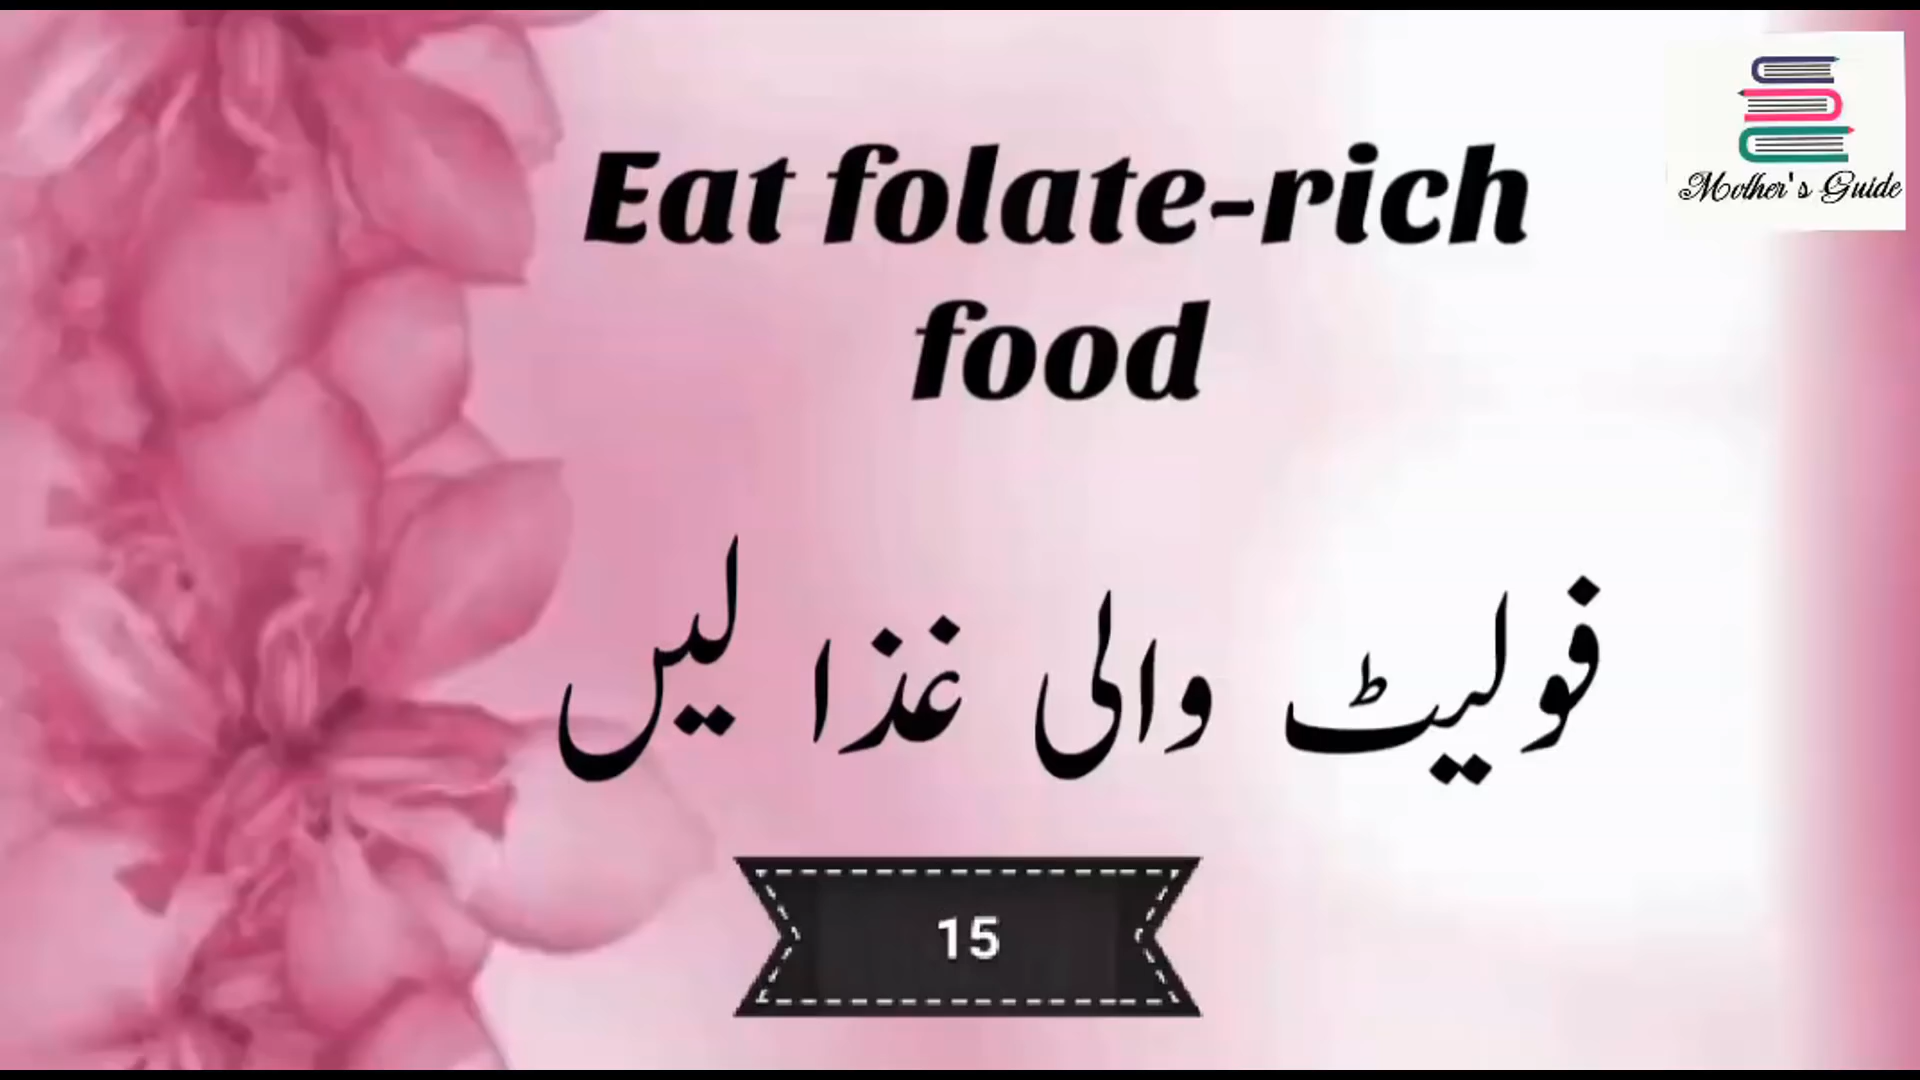 Mother's Guide
Eat folate-rich
food
فولیٹ والی غذا لیں
15